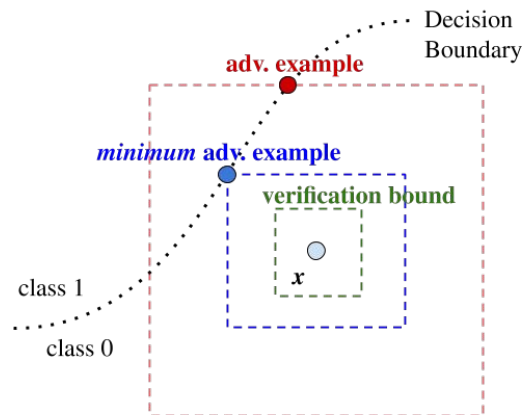 Decision
Boundary
adv. example
minimum adv. example
verification bound
x
class 1
class 0